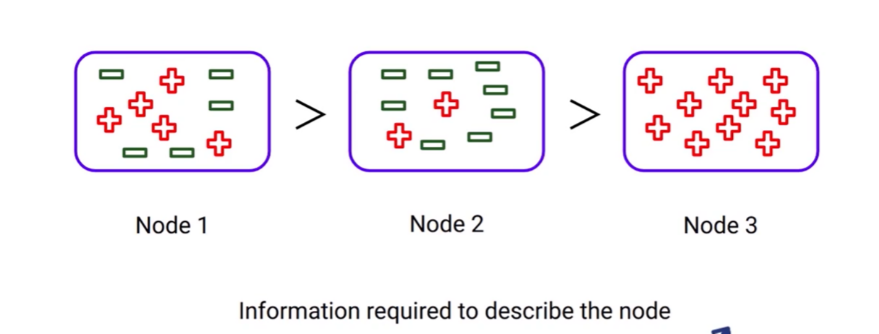 > >
Node 1 Node 2 Node 3
Information required to describe the node